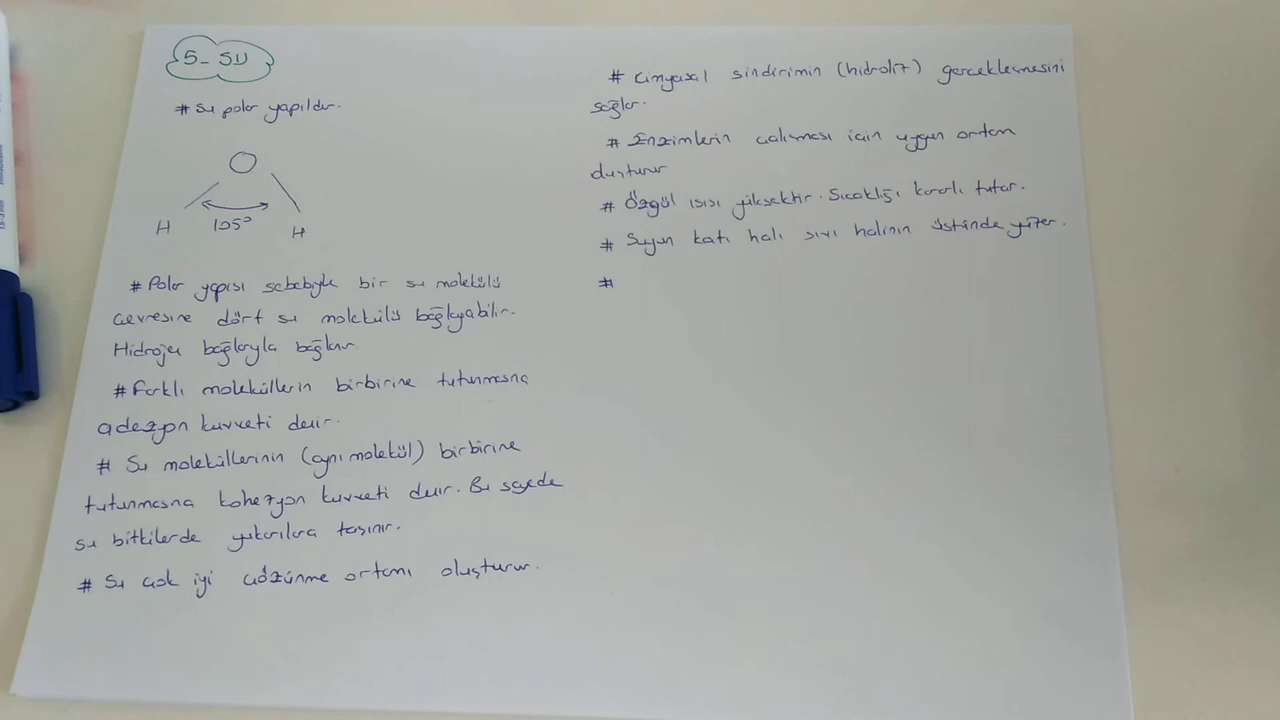 5- SU
# Su polar yapılıdır.
O
H 105° H
# Polar yapısı sebebiyle bir su molekülü
çevresine dört su molekülü bağlayabilir.
Hidrojen bağlarıyla bağlanır.
# Farklı moleküllerin birbirine tutunmasına
adezyon kuvveti denir.
# Su moleküllerinin (aynı molekül) birbirine
tutunmasına kohezyon kuvveti denir. Bu sayede
su bitkilerde yukarılara taşınır.
# Su çok iyi çözünme ortamı oluşturur.
# Kimyasal sindirimin (hidroliz) gerçekleşmesini
sağlar.
# Enzimlerin çalışması için uygun ortam
oluşturur
# Özgül ısısı yüksektir. Sıcaklığı kararlı tutar.
# Suyun katı hali sıvı halinin üstünde yüzer.
#